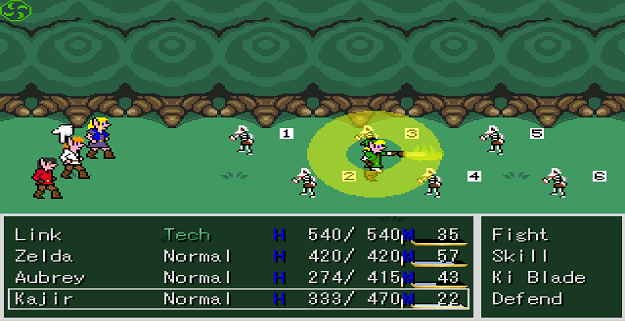 1 3 5
2 4 6
Link Tech H 540/ 540 M 35 Fight
Zelda Normal H 420/ 420 M 57 Skill
Aubrey Normal H 274/ 415 M 43 Ki Blade
Kajir Normal H 333/ 470 M 22 Defend